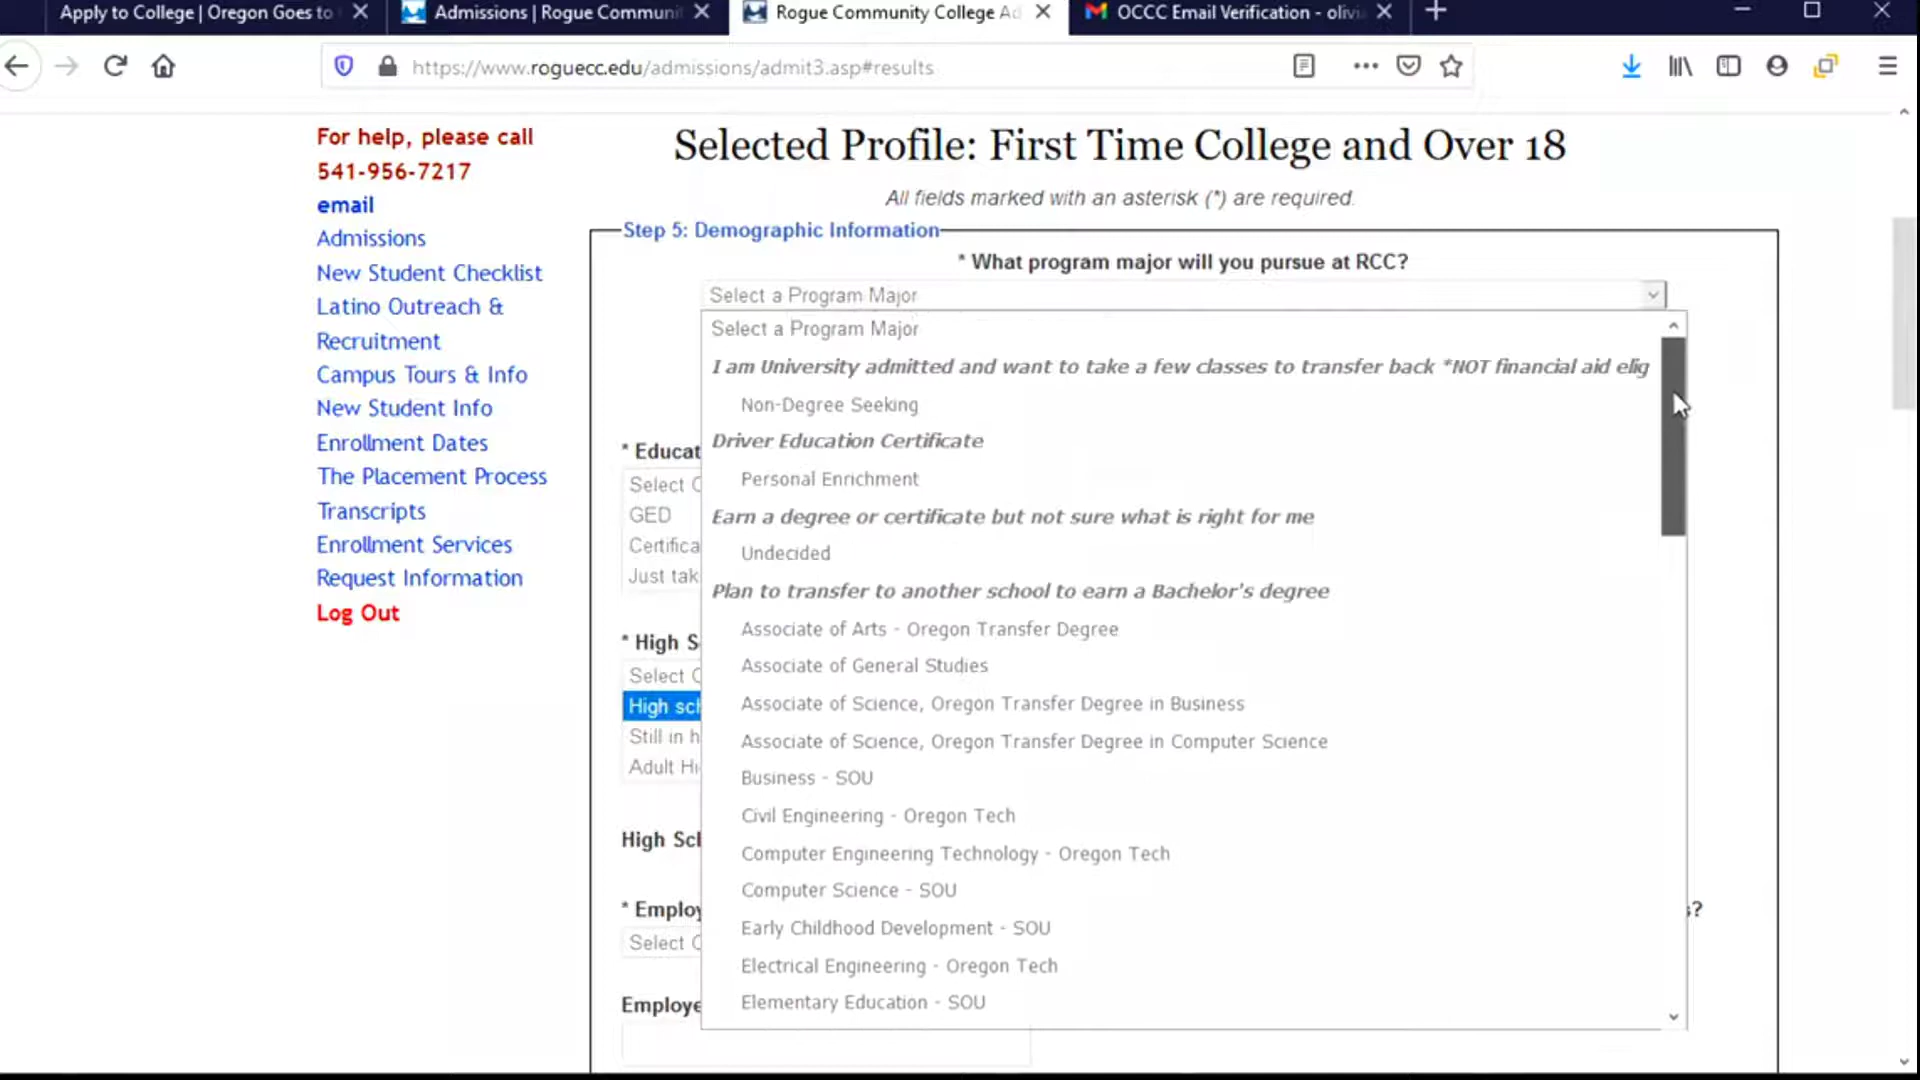 Apply to College | Oregon Goes to
Admissions | Rogue Communi
Rogue Community College Ad
OCCC Email Verification - olivia
https://www.roguecc.edu/admissions/admit3.asp#results
For help, please call
541-956-7217
email
Admissions
New Student Checklist
Latino Outreach &
Recruitment
Campus Tours & Info
New Student Info
Enrollment Dates
The Placement Process
Transcripts
Enrollment Services
Request Information
Log Out
Selected Profile: First Time College and Over 18
All fields marked with an asterisk (*) are required.
Step 5: Demographic Information
* What program major will you pursue at RCC?
Select a Program Major
Select a Program Major
I am University admitted and want to take a few classes to transfer back *NOT financial aid elig
Non-Degree Seeking
Driver Education Certificate
Personal Enrichment
Earn a degree or certificate but not sure what is right for me
Undecided
Plan to transfer to another school to earn a Bachelor's degree
Associate of Arts - Oregon Transfer Degree
Associate of General Studies
Associate of Science, Oregon Transfer Degree in Business
Associate of Science, Oregon Transfer Degree in Computer Science
Business - SOU
Civil Engineering - Oregon Tech
Computer Engineering Technology - Oregon Tech
Computer Science - SOU
Early Childhood Development - SOU
Electrical Engineering - Oregon Tech
Elementary Education - SOU
* Educat
Select O
GED
Certifica
Just tak
* High S
Select O
High sch
Still in h
Adult Hi
High Sch
* Employ
s?
Select O
Employe